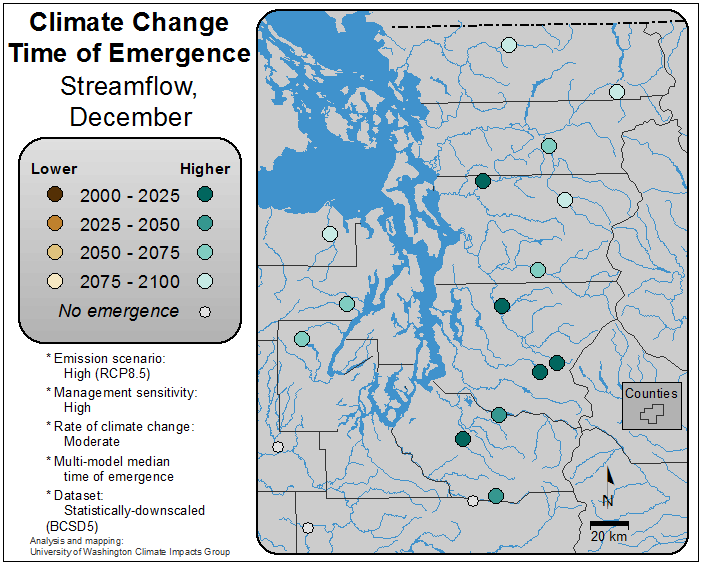 Climate Change
Time of Emergence
Streamflow,
December
Lower Higher
2000 - 2025
2025 - 2050
2050 - 2075
2075 - 2100
No emergence
* Emission scenario:
High (RCP8.5)
* Management sensitivity:
High
* Rate of climate change:
Moderate
* Multi-model median
time of emergence
* Dataset:
Statistically-downscaled
(BCSD5)
Analysis and mapping:
University of Washington Climate Impacts Group
Counties
N
20 km